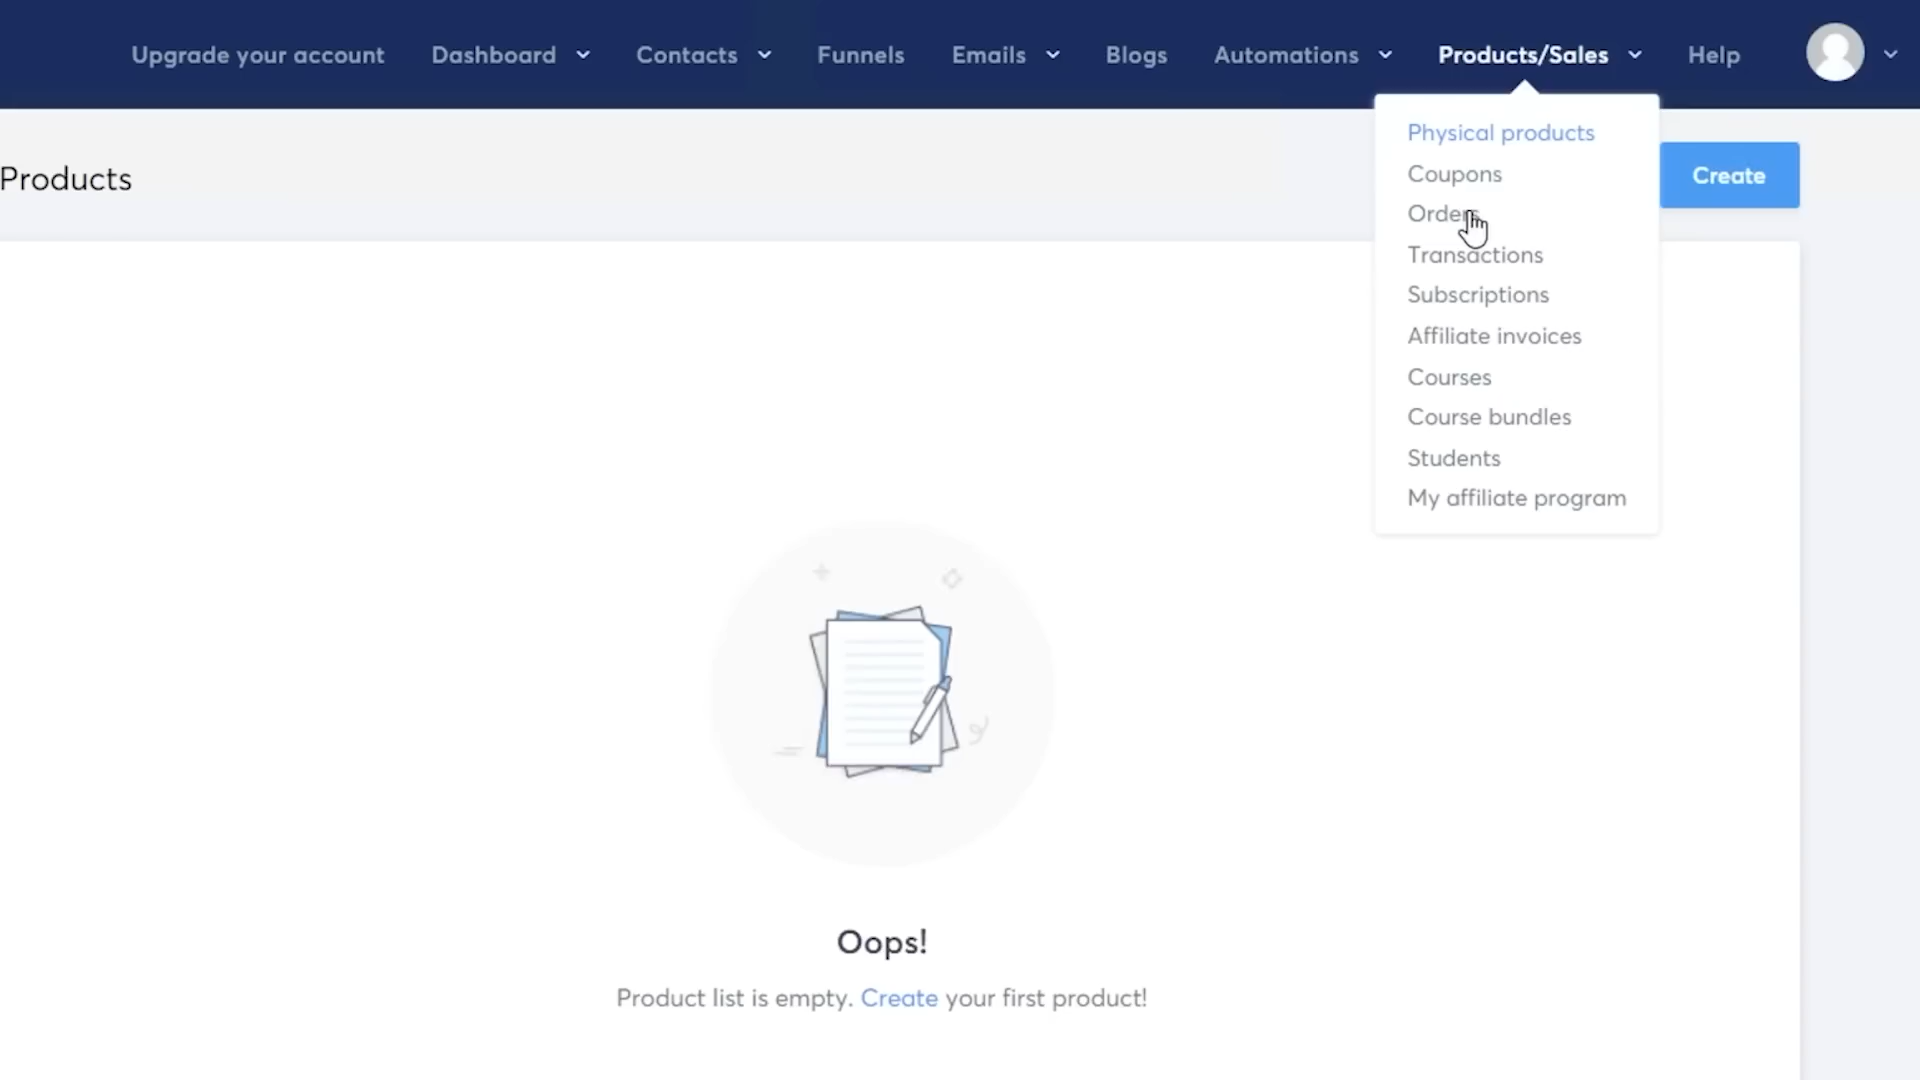 Upgrade your account Dashboard Contacts Funnels Emails Blogs Automations Products/Sales Help
Products
Create
Physical products
Coupons
Orders
Transactions
Subscriptions
Affiliate invoices
Courses
Course bundles
Students
My affiliate program
Oops!
Product list is empty. Create your first product!